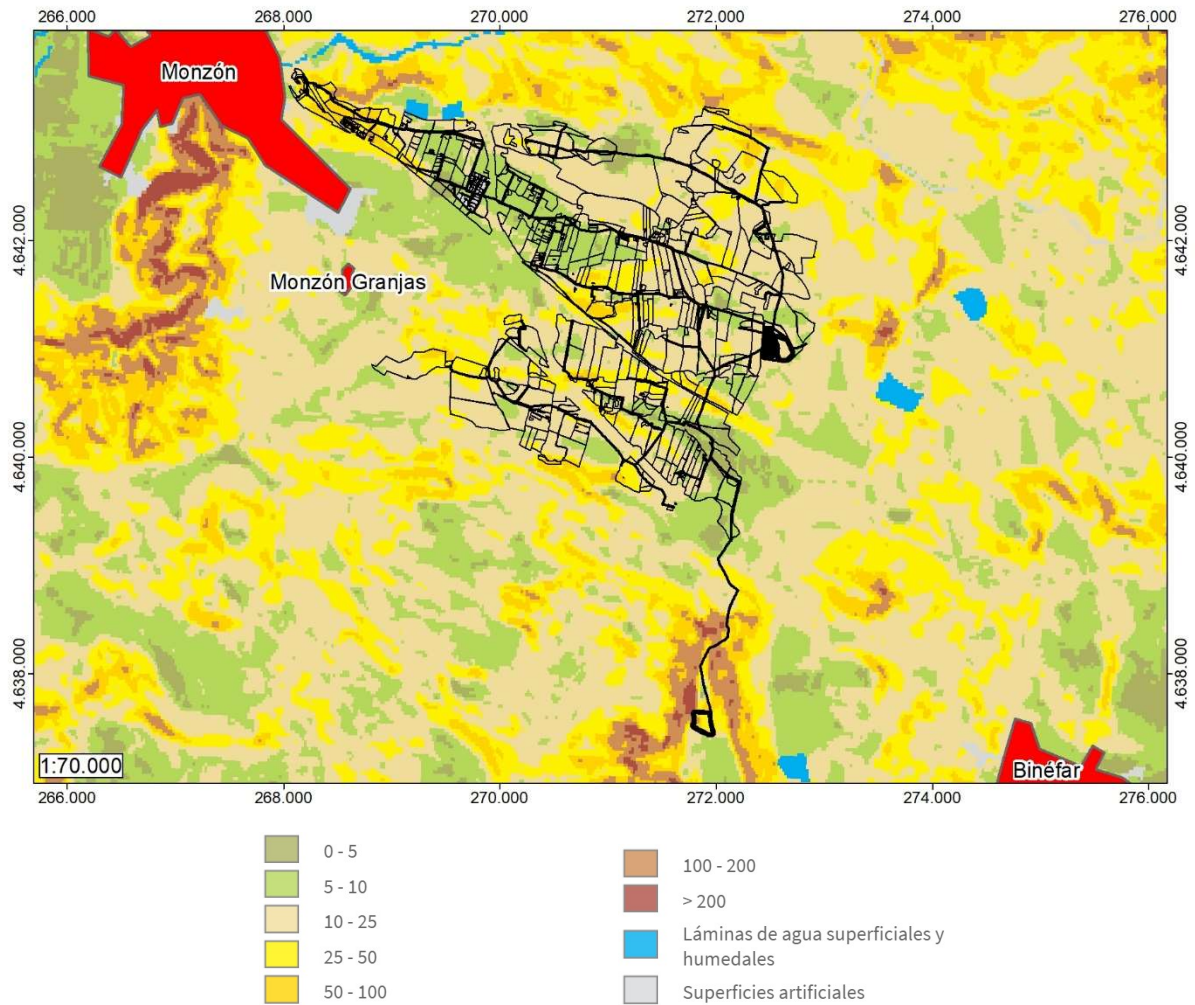 266.000 268.000 270.000 272.000 274.000 276.000
Monzón
4.642.000 4.642.000
Monzón Granjas
4.640.000 4.640.000
4.638.000 4.638.000
1:70.000
Binéfar
266.000 268.000 270.000 272.000 274.000 276.000
0 - 5
5 - 10
10 - 25
25 - 50
50 - 100
100 - 200
> 200
Láminas de agua superficiales y
humedales
Superficies artificiales